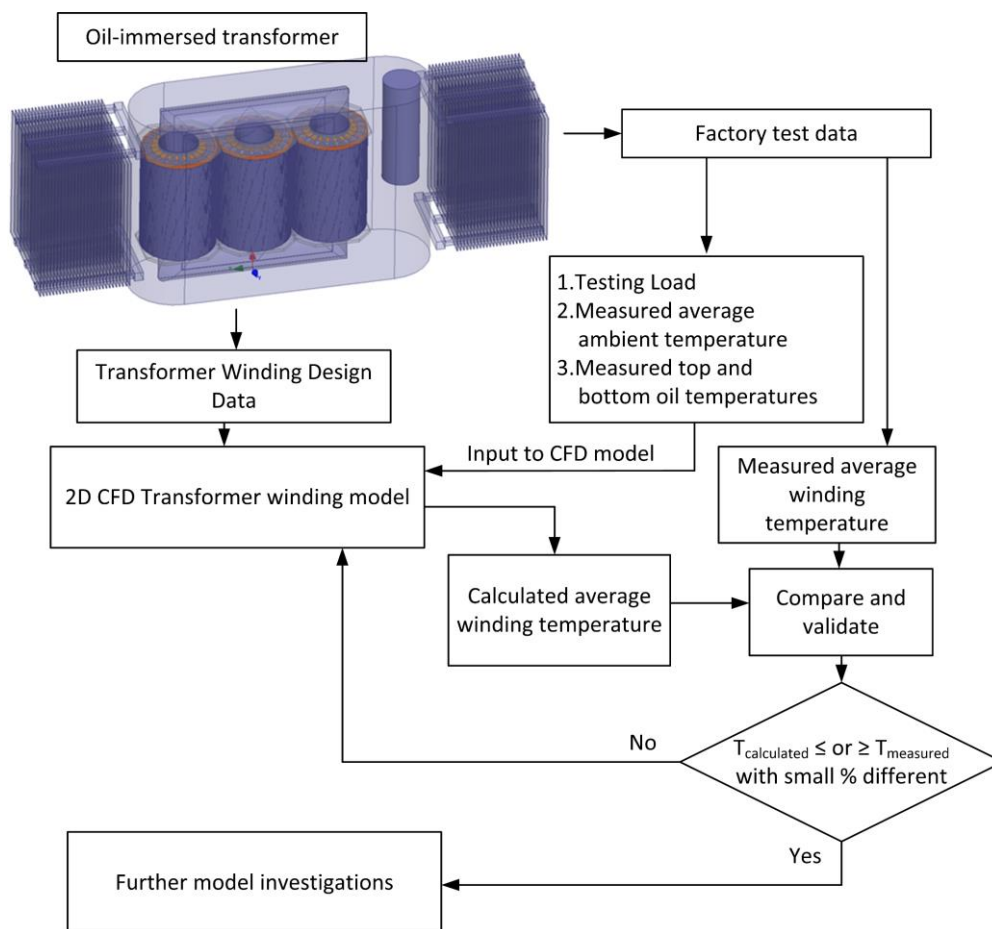 Oil-immersed transformer
Factory test data
1.Testing Load
2.Measured average
ambient temperature
3.Measured top and
bottom oil temperatures
Transformer Winding Design
Data
Input to CFD model
2D CFD Transformer winding model
Measured average
winding
temperature
Calculated average
winding temperature
Compare and
validate
No
Tcalculated ≤ or ≥ Tmeasured
with small % different
Yes
Further model investigations